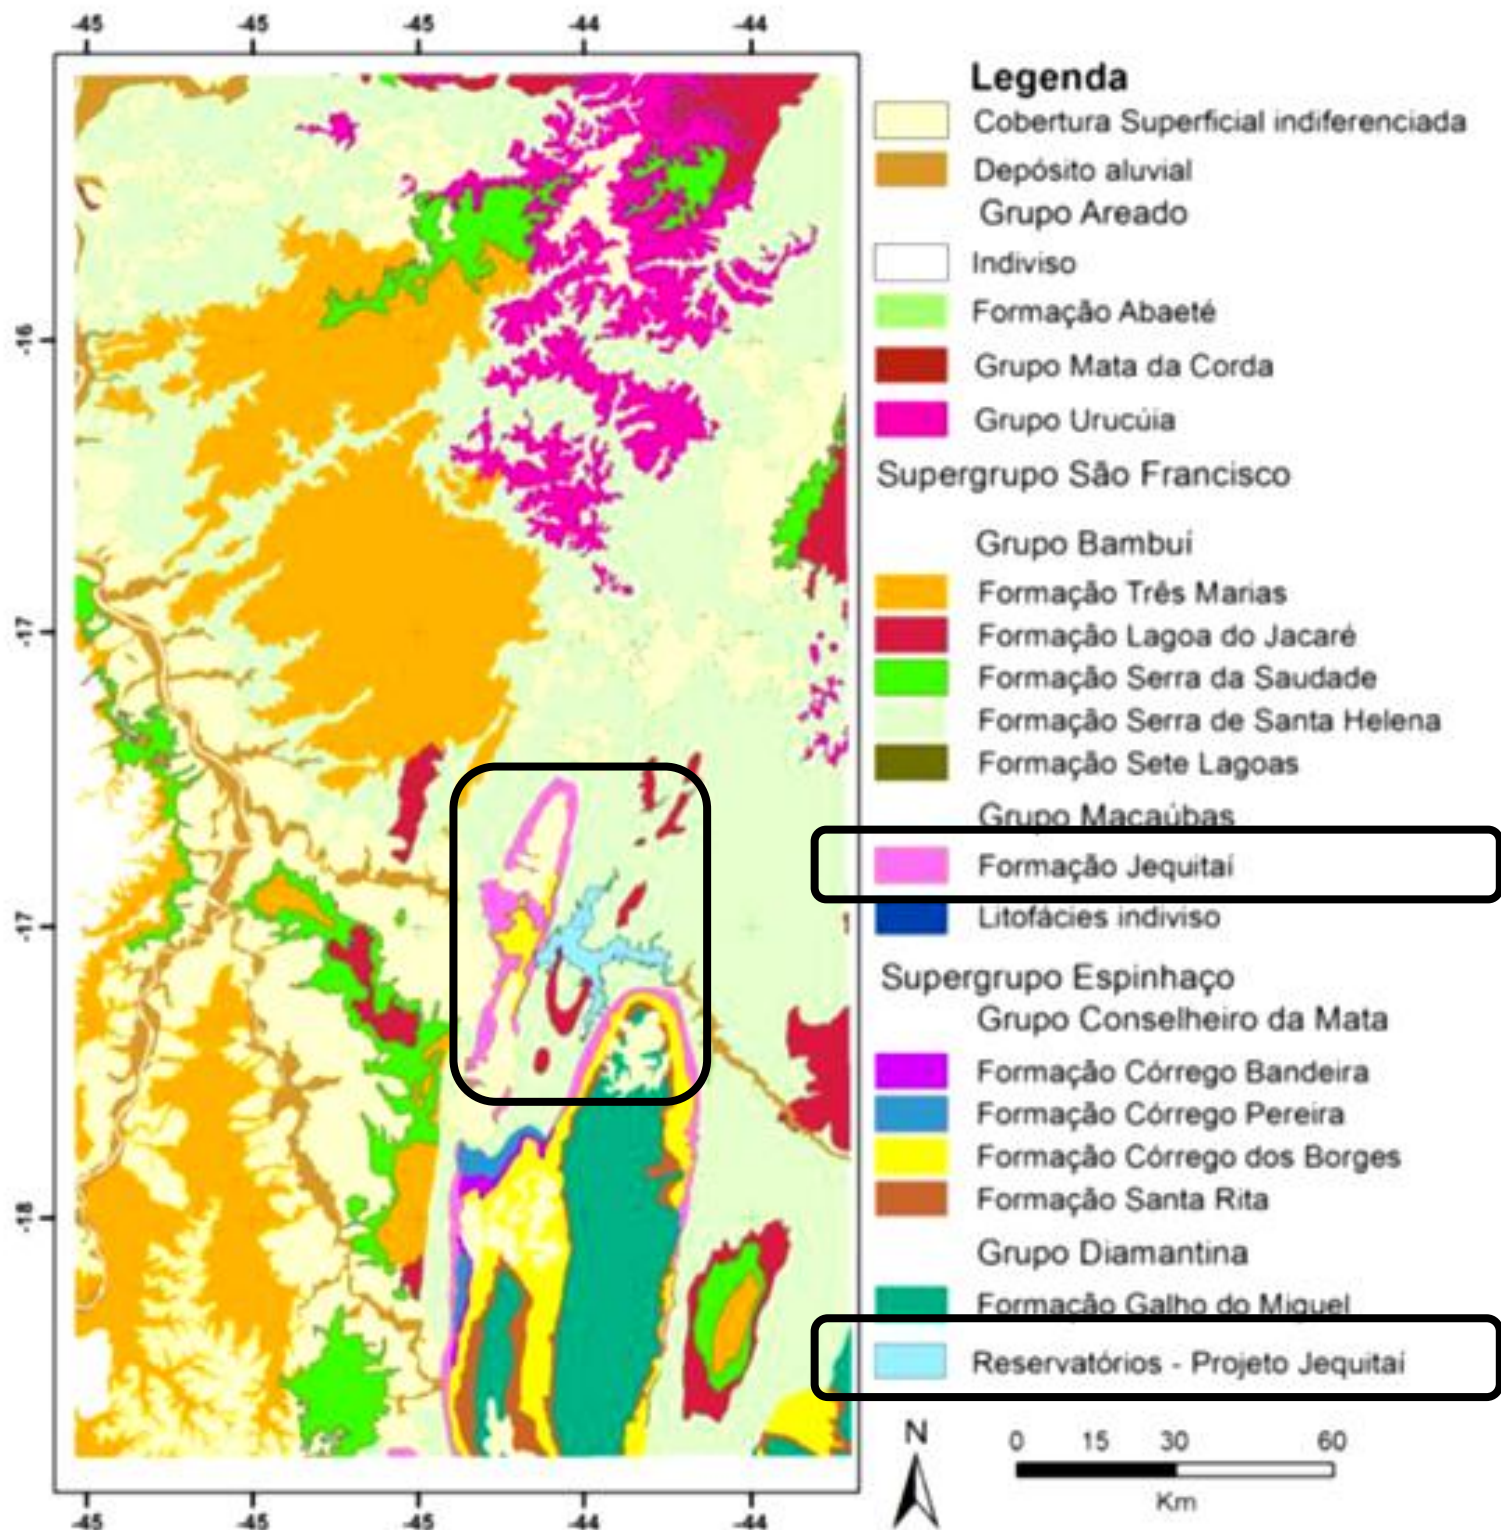 -45 -45 -45 -44 -44
-16
-17
-17
-18
-45 -45 -45 -44 -44
Legenda
Cobertura Superficial indiferenciada
Depósito aluvial
Grupo Areado
Indiviso
Formação Abaeté
Grupo Mata da Corda
Grupo Urucúia
Supergrupo São Francisco
Grupo Bambuí
Formação Três Marias
Formação Lagoa do Jacaré
Formação Serra da Saudade
Formação Serra de Santa Helena
Formação Sete Lagoas
Grupo Macaúbas
Formação Jequitaí
Litofácies indiviso
Supergrupo Espinhaço
Grupo Conselheiro da Mata
Formação Córrego Bandeira
Formação Córrego Pereira
Formação Córrego dos Borges
Formação Santa Rita
Grupo Diamantina
Formação Galho do Miguel
Reservatórios - Projeto Jequitaí
N
0 15 30 60
Km